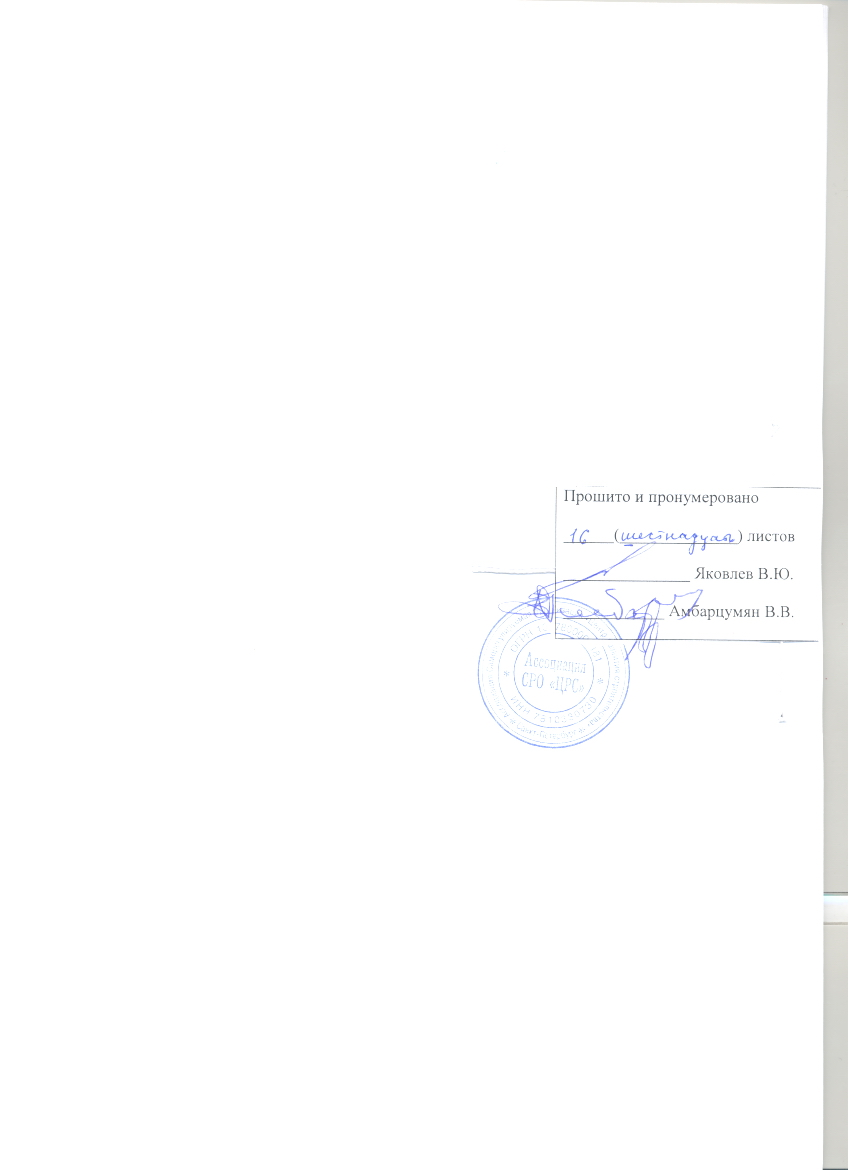 Прошито и пронумеровано
16 (шестнадцать) листов
Яковлев В.Ю.
Амбарцумян В.В.
Ассоциация
СРО «ЦРС»